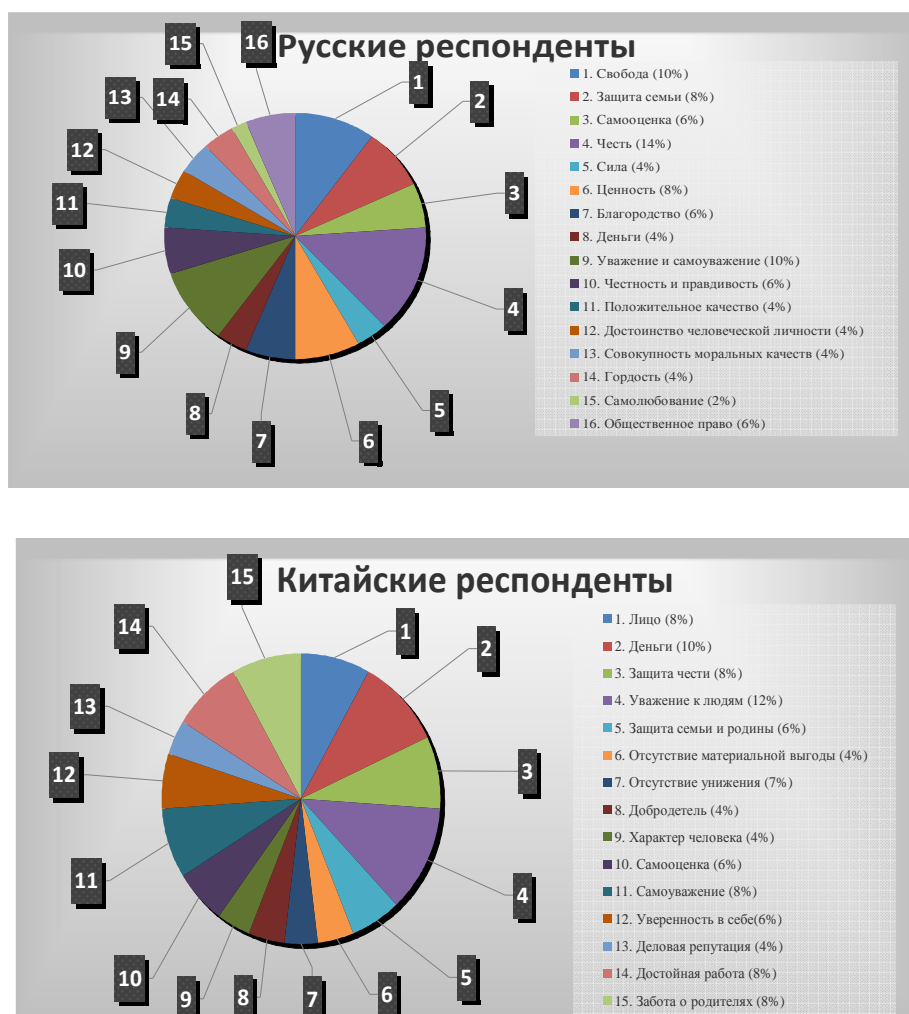 Русские респонденты
15
16
1
13
14
2
12
3
11
10
4
9
5
8
7
6
1. Свобода (10%)
2. Защита семьи (8%)
3. Самооценка (6%)
4. Честь (14%)
5. Сила (4%)
6. Ценность (8%)
7. Благородство (6%)
8. Деньги (4%)
9. Уважение и самоуважение (10%)
10. Честность и правдивость (6%)
11. Положительное качество (4%)
12. Достоинство человеческой личности (4%)
13. Совокупность моральных качеств (4%)
14. Гордость (4%)
15. Самолюбование (2%)
16. Общественное право (6%)
Китайские респонденты
15
14
1
2
13
12
3
11
4
10
5
9
8
7
6
1. Лицо (8%)
2. Деньги (10%)
3. Защита чести (8%)
4. Уважение к людям (12%)
5. Защита семьи и родины (6%)
6. Отсутствие материальной выгоды (4%)
7. Отсутствие унижения (7%)
8. Добродетель (4%)
9. Характер человека (4%)
10. Самооценка (6%)
11. Самоуважение (8%)
12. Уверенность в себе(6%)
13. Деловая репутация (4%)
14. Достойная работа (8%)
15. Забота о родителях (8%)